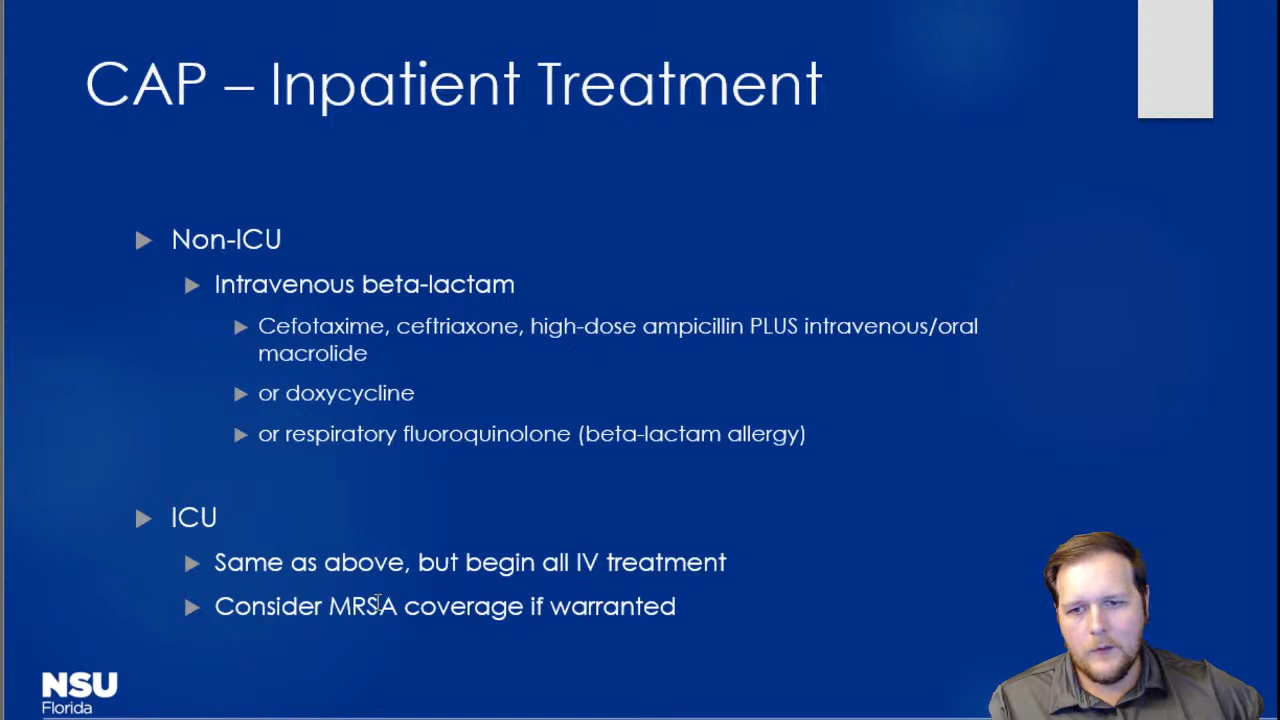 CAP – Inpatient Treatment
Non-ICU
Intravenous beta-lactam
Cefotaxime, ceftriaxone, high-dose ampicillin PLUS intravenous/oral
macrolide
or doxycycline
or respiratory fluoroquinolone (beta-lactam allergy)
ICU
Same as above, but begin all IV treatment
Consider MRSA coverage if warranted
NSU
Florida